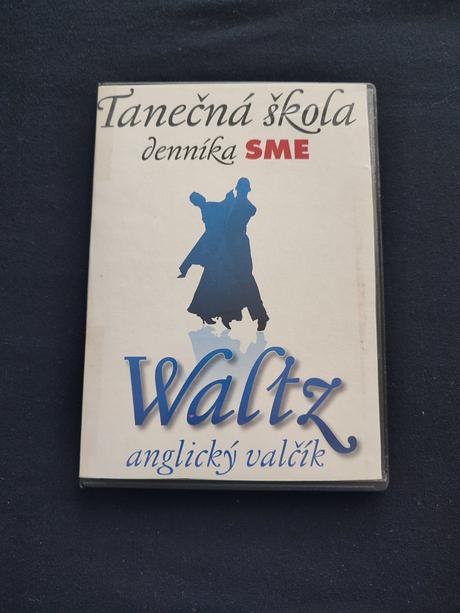 Tanečná škola
denníka SME
Waltz
anglický valčík